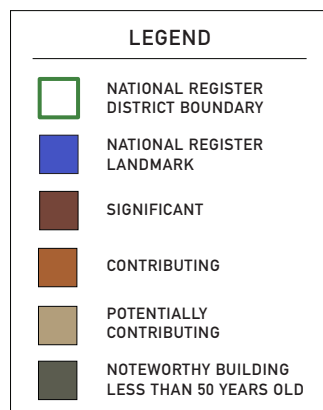 LEGEND
NATIONAL REGISTER
DISTRICT BOUNDARY
NATIONAL REGISTER
LANDMARK
SIGNIFICANT
CONTRIBUTING
POTENTIALLY
CONTRIBUTING
NOTEWORTHY BUILDING
LESS THAN 50 YEARS OLD